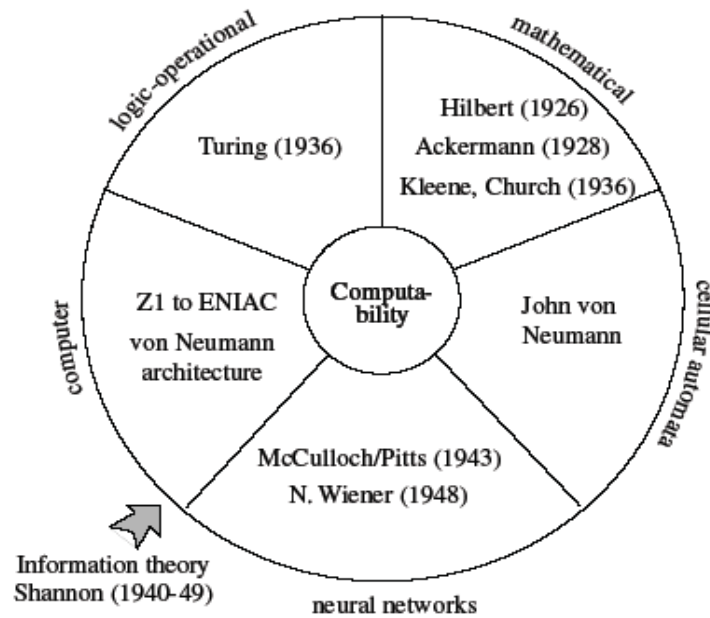 logic-operational
mathematical
Turing (1936)
Hilbert (1926)
Ackermann (1928)
Kleene, Church (1936)
computer
Z1 to ENIAC
von Neumann
architecture
Computa-
bility
John von
Neumann
cellular automata
McCulloch/Pitts (1943)
N. Wiener (1948)
Information theory
Shannon (1940-49)
neural networks